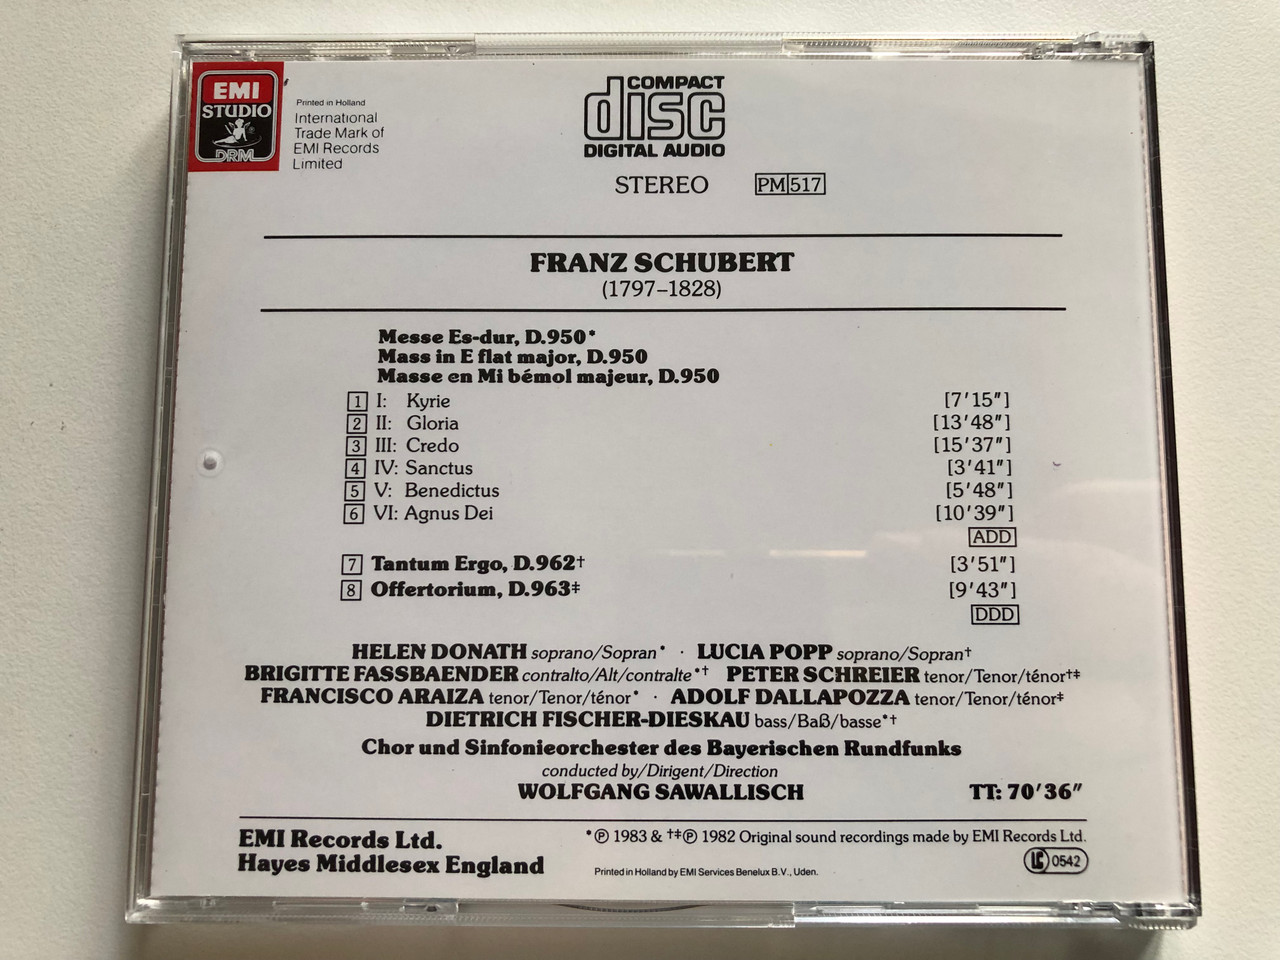 EMI
STUDIO
DRM
Printed in Holland
International
Trade Mark of
EMI Records
Limited
COMPACT
disc
DIGITAL AUDIO
STEREO PM 517
FRANZ SCHUBERT
(1797–1828)
Messe Es-dur, D.950*
Mass in E flat major, D.950
Masse en Mi bémol majeur, D.950
1 I: Kyrie [7'15"]
2 II: Gloria [13'48"]
3 III: Credo [15'37"]
4 IV: Sanctus [3'41"]
5 V: Benedictus [5'48"]
6 VI: Agnus Dei [10'39"]
ADD
7 Tantum Ergo, D.962† [3'51"]
8 Offertorium, D.963‡ [9'43"]
DDD
HELEN DONATH soprano/Sopran* · LUCIA POPP soprano/Sopran†
BRIGITTE FASSBAENDER contralto/Alt/contralte*† PETER SCHREIER tenor/Tenor/ténor†‡
FRANCISCO ARAIZA tenor/Tenor/ténor* · ADOLF DALLAPOZZA tenor/Tenor/ténor‡
DIETRICH FISCHER-DIESKAU bass/Baß/basse*†
Chor und Sinfonieorchester des Bayerischen Rundfunks
conducted by/Dirigent/Direction
WOLFGANG SAWALLISCH TT: 70'36"
EMI Records Ltd.
Hayes Middlesex England
*℗ 1983 & †‡℗ 1982 Original sound recordings made by EMI Records Ltd.
LC 0542
Printed in Holland by EMI Services Benelux B.V., Uden.